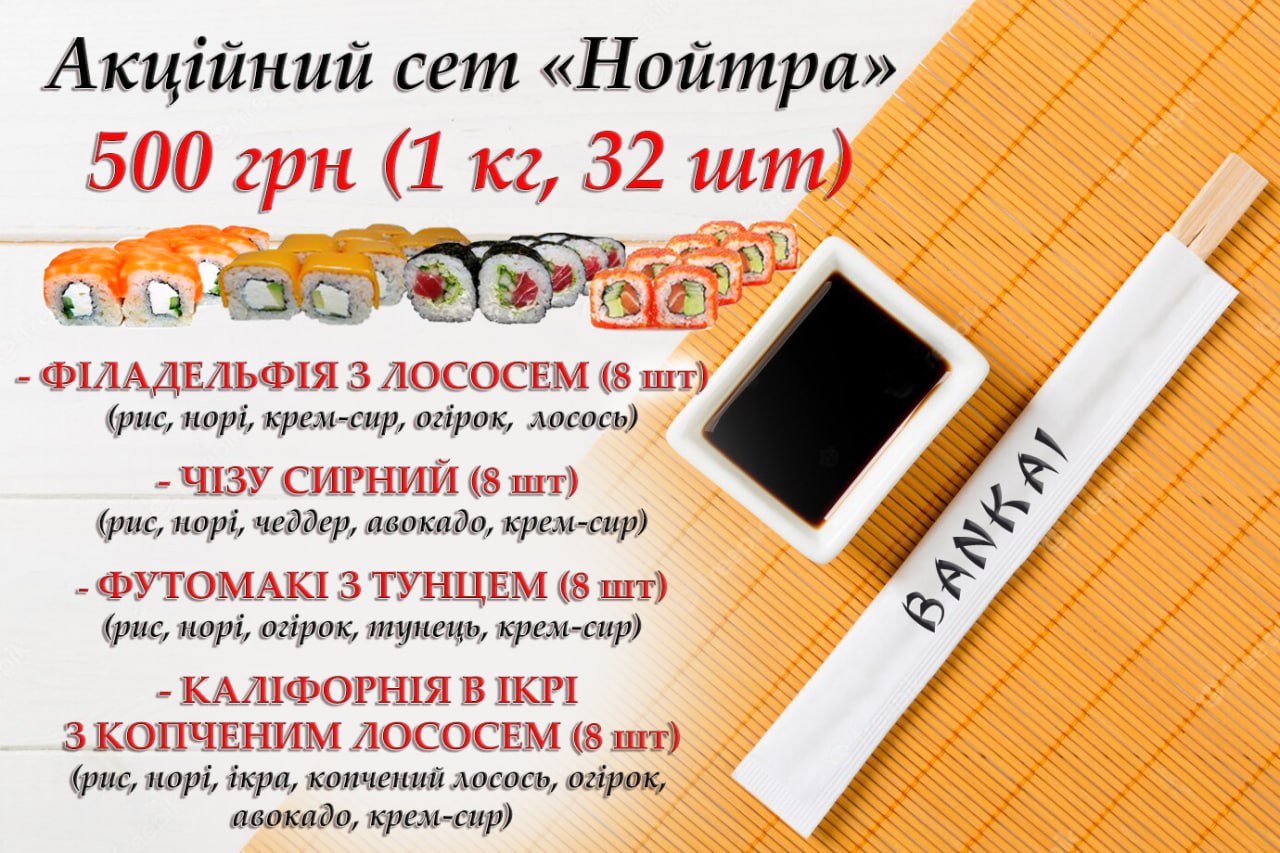 Акційний сет «Нойтра»
500 грн (1 кг, 32 шт)
- ФІЛАДЕЛЬФІЯ З ЛОСОСЕМ (8 шт)
(рис, норі, крем-сир, огірок, лосось)
- ЧІЗУ СИРНИЙ (8 шт)
(рис, норі, чеддер, авокадо, крем-сир)
- ФУТОМАКІ З ТУНЦЕМ (8 шт)
(рис, норі, огірок, тунець, крем-сир)
- КАЛІФОРНІЯ В ІКРІ
З КОПЧЕНИМ ЛОСОСЕМ (8 шт)
(рис, норі, ікра, копчений лосось, огірок,
авокадо, крем-сир)
BANKAI